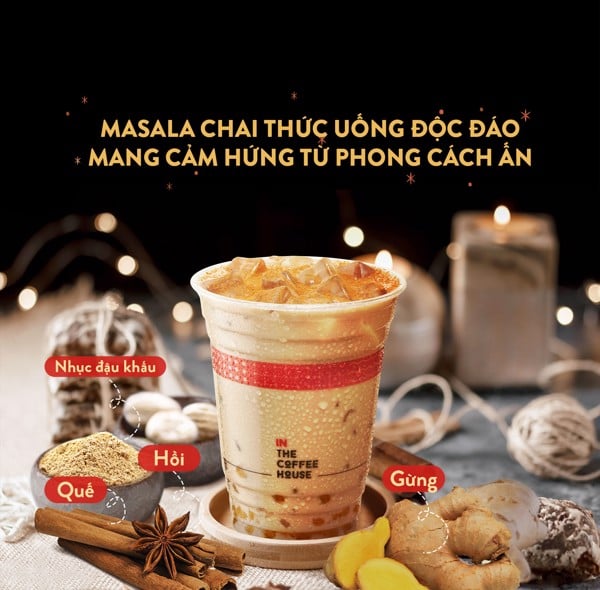 MASALA CHAI THỨC UỐNG ĐỘC ĐÁO
MANG CẢM HỨNG TỪ PHONG CÁCH ẤN
Nhục đậu khấu
Hồi
Quế
Gừng
IN
THE
COFFEE
HOUSE